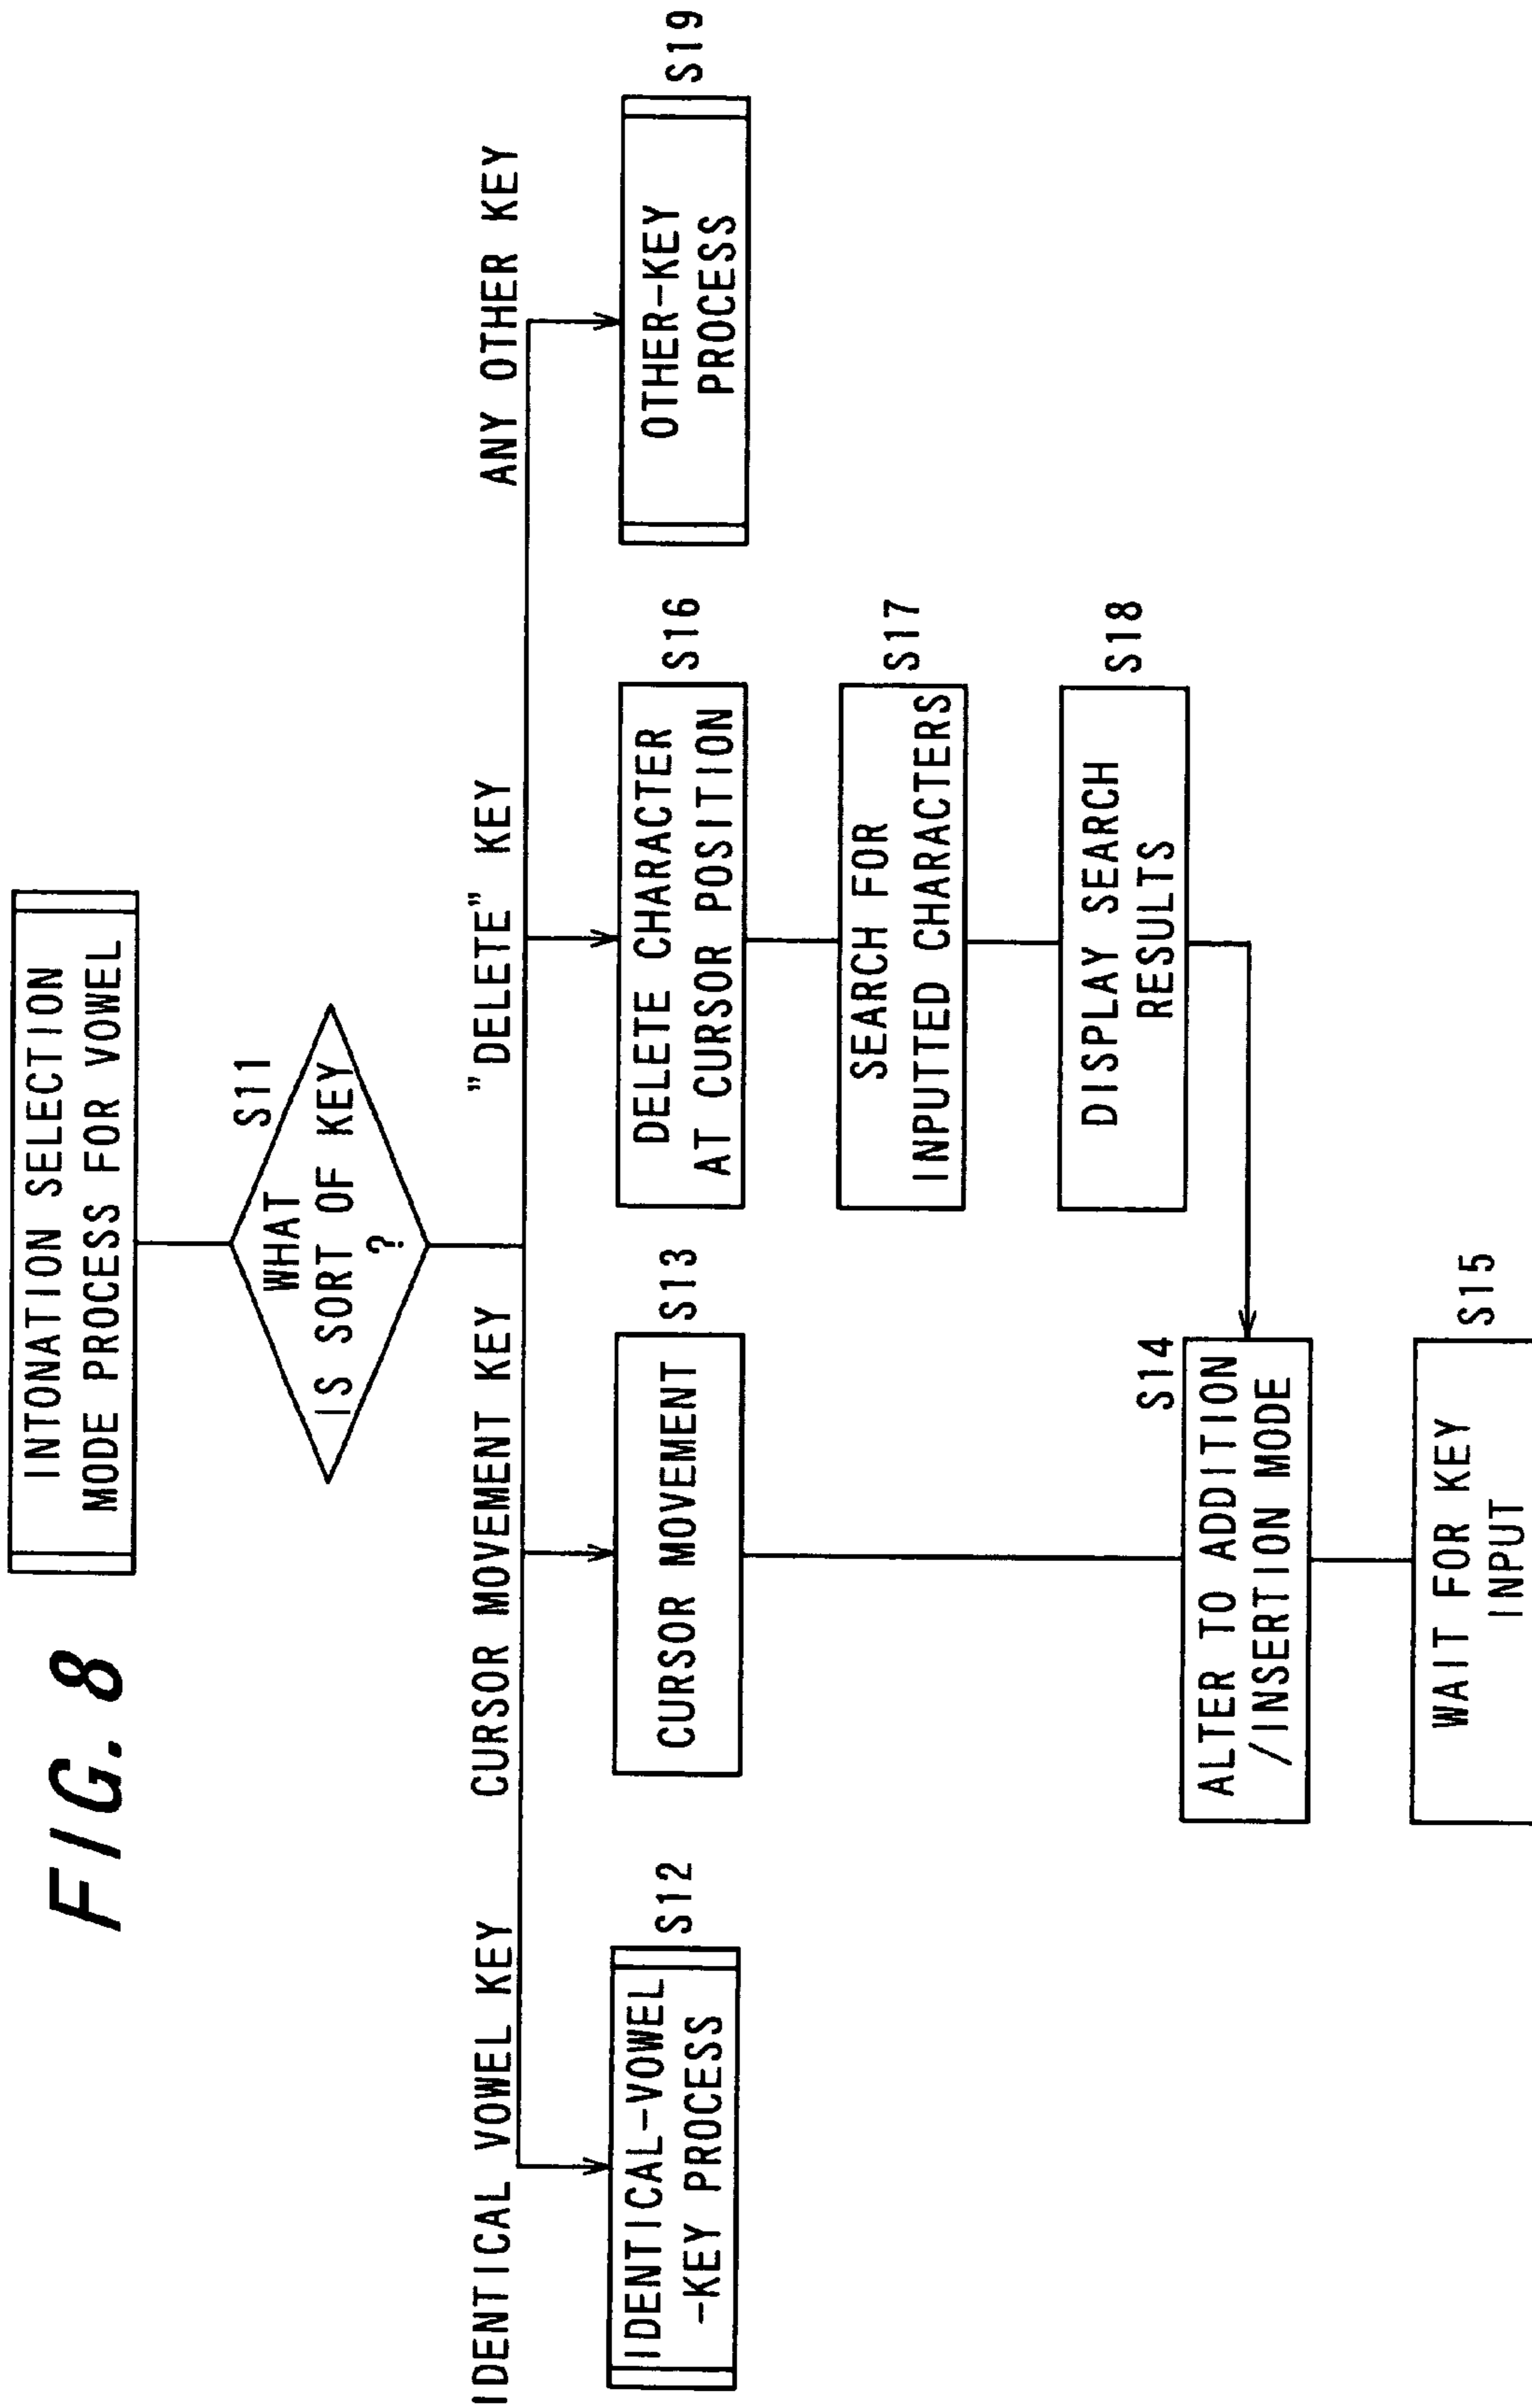 FIG. 8
INTONATION SELECTION
MODE PROCESS FOR VOWEL
S11
WHAT
IS SORT OF KEY
?
IDENTICAL VOWEL KEY
CURSOR MOVEMENT KEY
"DELETE" KEY
ANY OTHER KEY
S12
IDENTICAL-VOWEL
-KEY PROCESS
S13
CURSOR MOVEMENT
S16
DELETE CHARACTER
AT CURSOR POSITION
S19
OTHER-KEY
PROCESS
S17
SEARCH FOR
INPUTTED CHARACTERS
S18
DISPLAY SEARCH
RESULTS
S14
ALTER TO ADDITION
/INSERTION MODE
S15
WAIT FOR KEY
INPUT